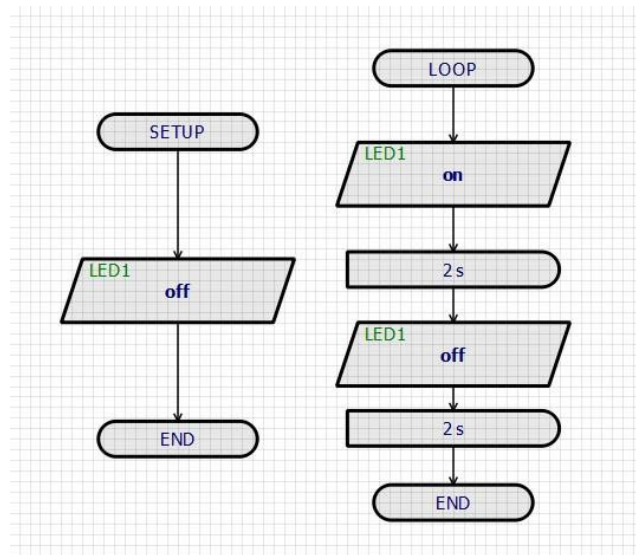 SETUP
LED1
off
END
LOOP
LED1
on
2 s
LED1
off
2 s
END